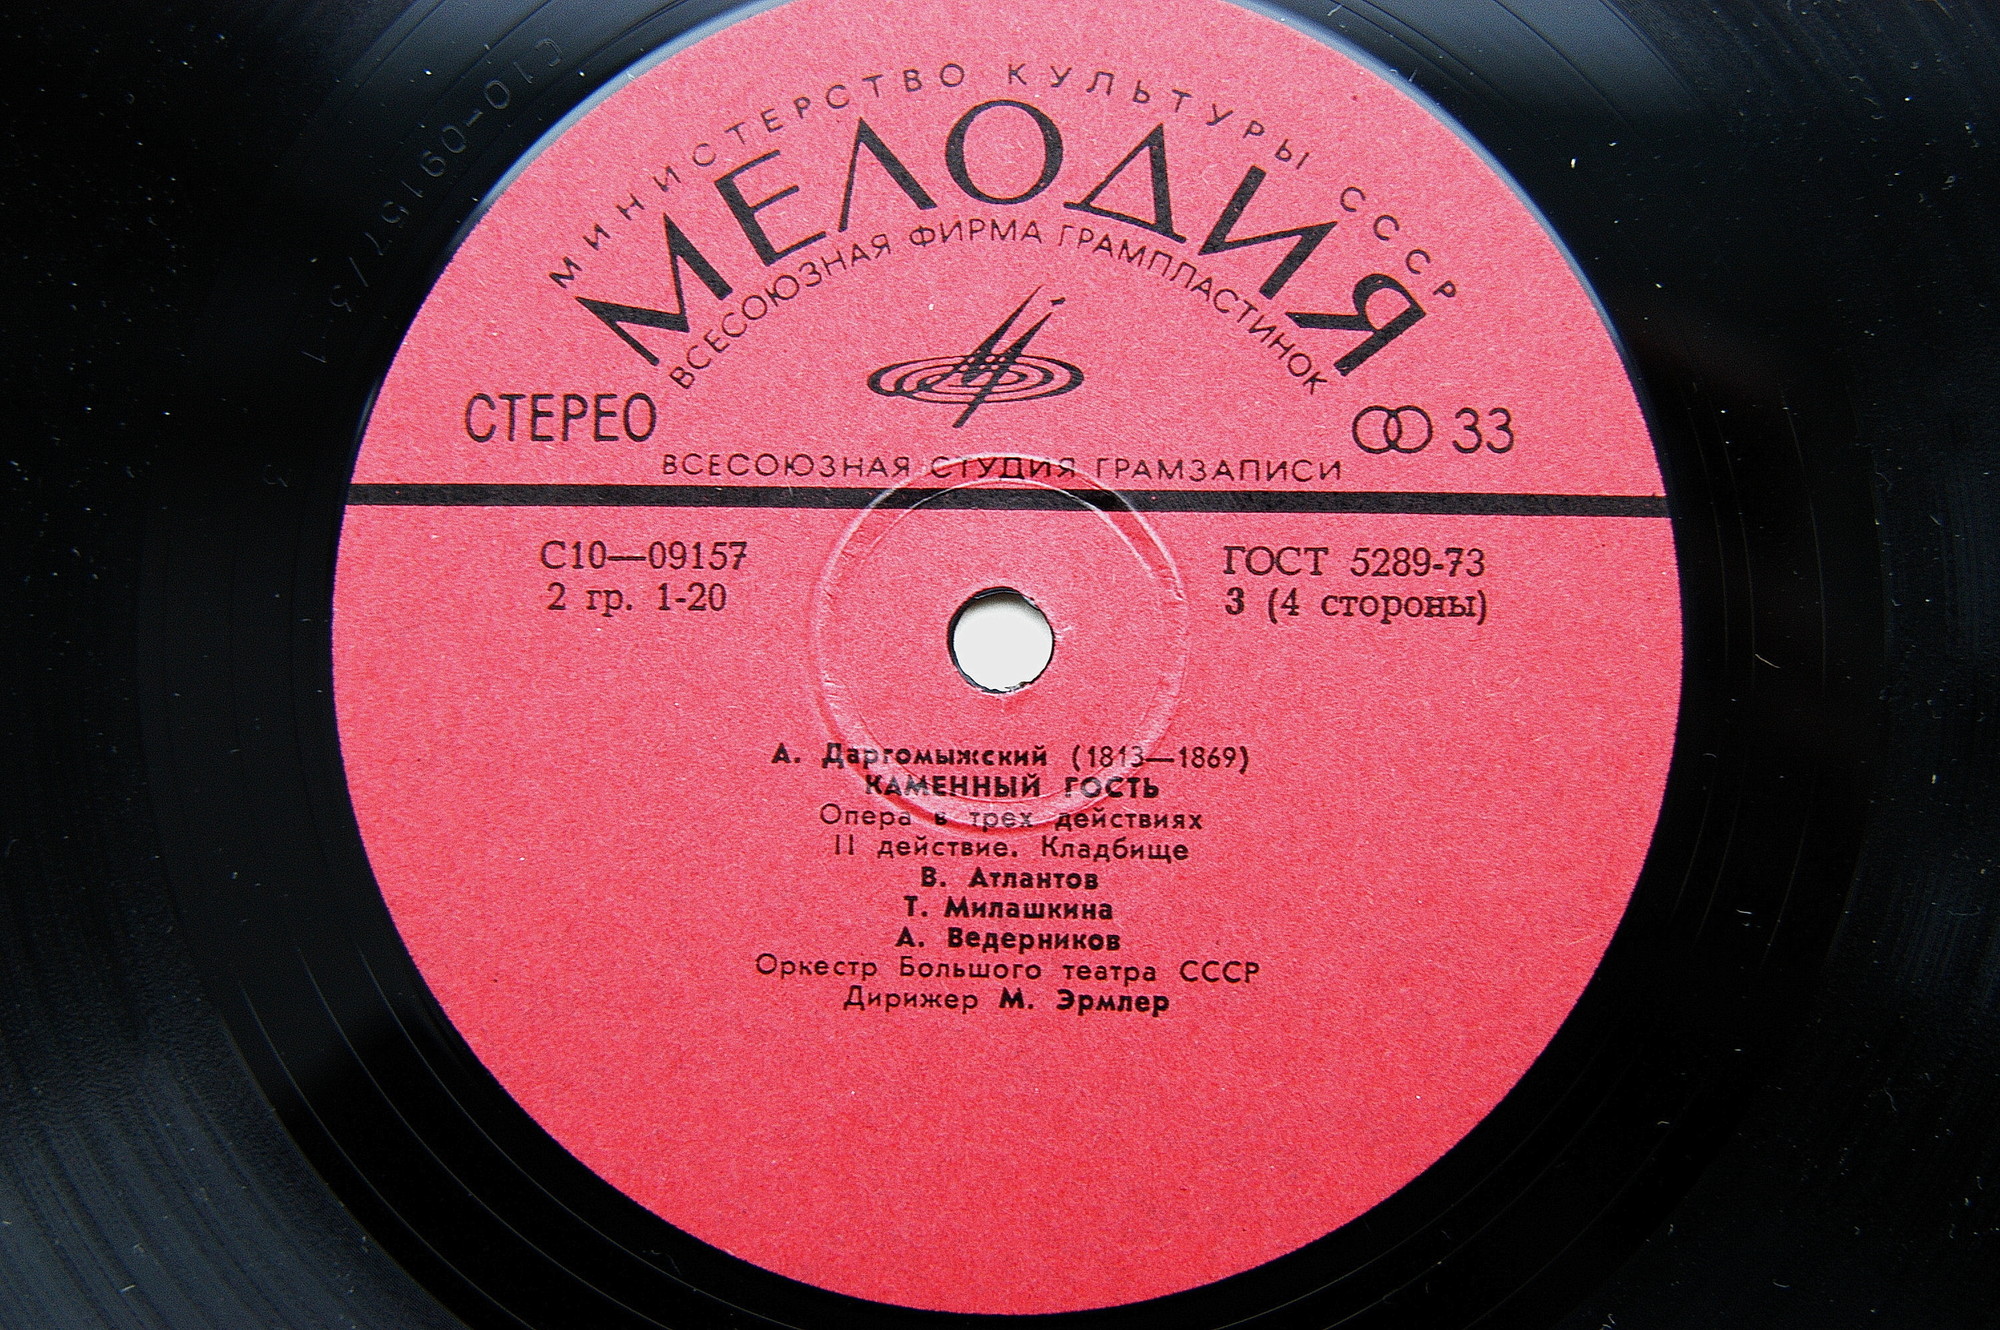 МИНИСТЕРСТВО КУЛЬТУРЫ СССР
МЕЛОДИЯ
ВСЕСОЮЗНАЯ ФИРМА ГРАМПЛАСТИНОК
СТЕРЕО
33
ВСЕСОЮЗНАЯ СТУДИЯ ГРАМЗАПИСИ
С10—09157
2 гр. 1-20
ГОСТ 5289-73
3 (4 стороны)
А. Даргомыжский (1813—1869)
КАМЕННЫЙ ГОСТЬ
Опера в трех действиях
II действие. Кладбище
В. Атлантов
Т. Милашкина
А. Ведерников
Оркестр Большого театра СССР
Дирижер М. Эрмлер